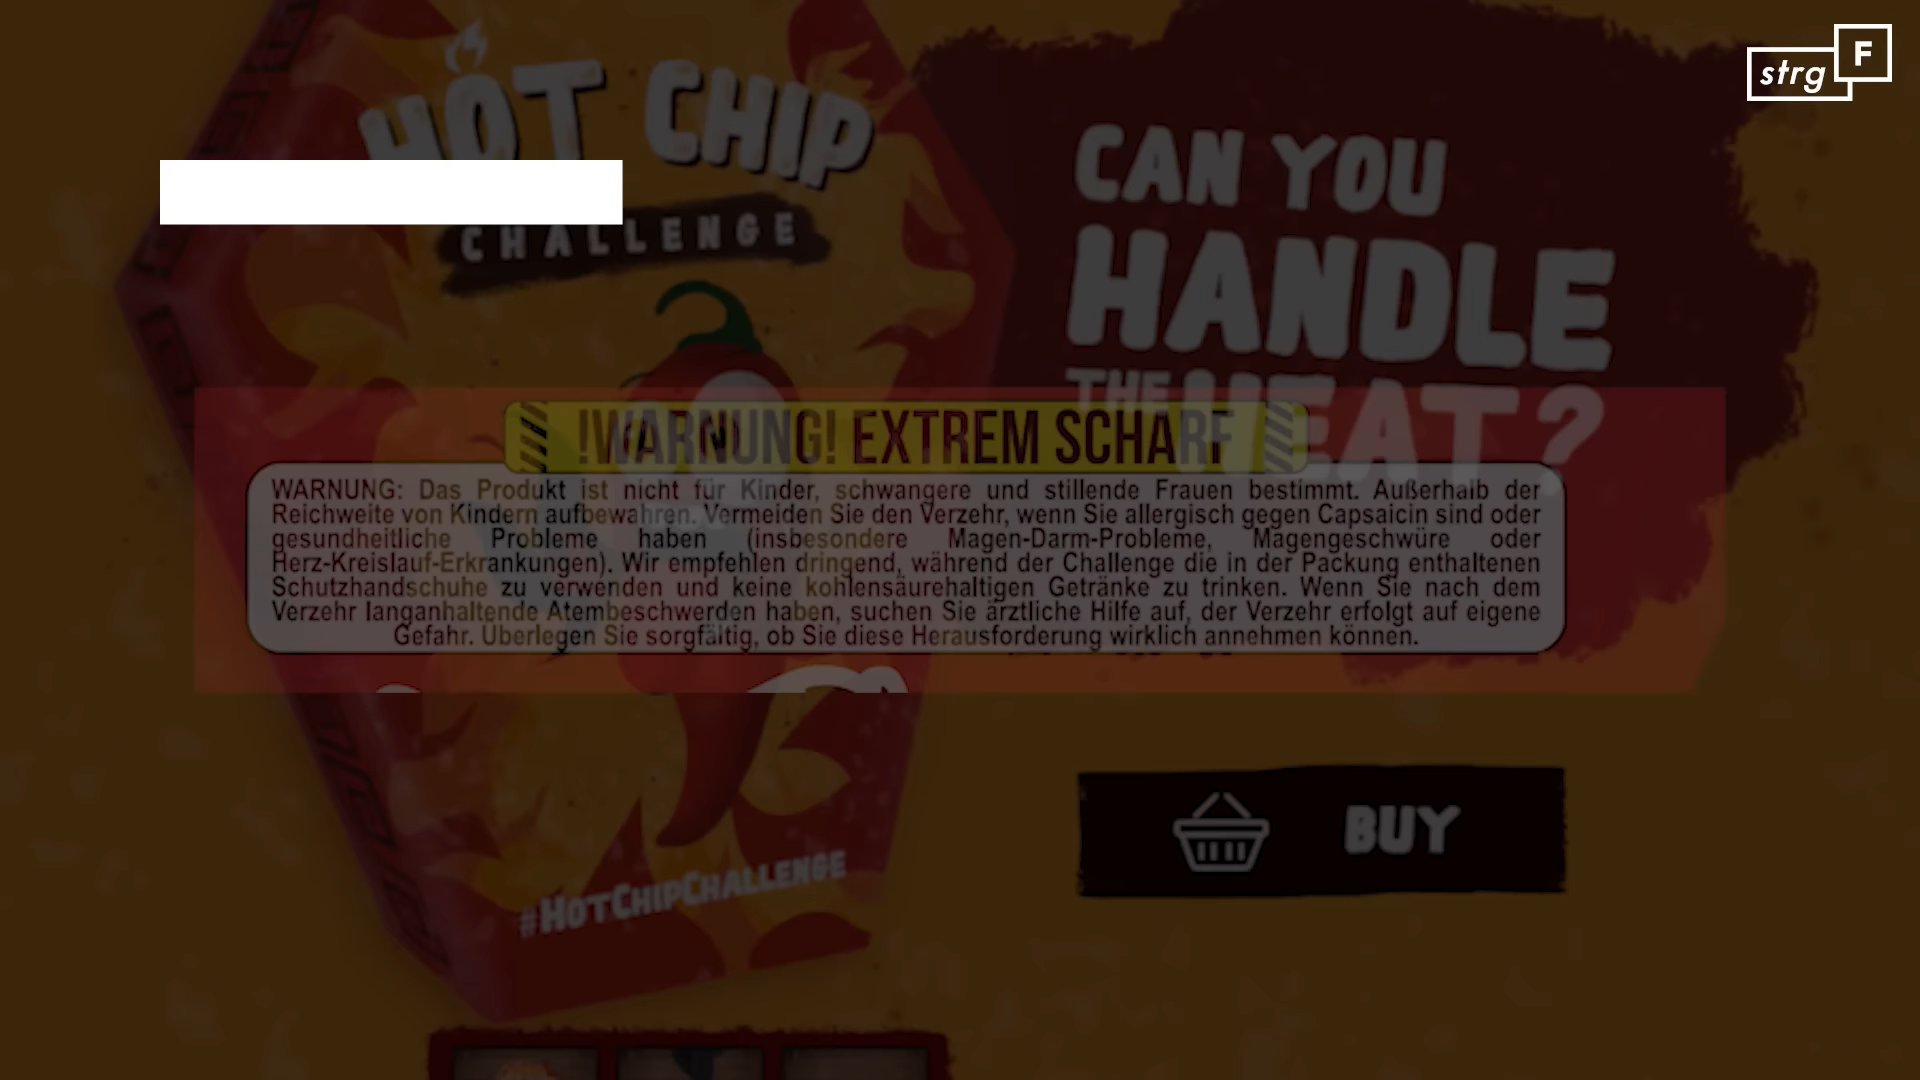 strg F
HOT CHIP
CHALLENGE
CAN YOU
HANDLE
THE HEAT?
!WARNUNG! EXTREM SCHARF
WARNUNG: Das Produkt ist nicht für Kinder, schwangere und stillende Frauen bestimmt. Außerhalb der
Reichweite von Kindern aufbewahren. Vermeiden Sie den Verzehr, wenn Sie allergisch gegen Capsaicin sind oder
gesundheitliche Probleme haben (insbesondere Magen-Darm-Probleme, Magengeschwüre oder
Herz-Kreislauf-Erkrankungen). Wir empfehlen dringend, während der Challenge die in der Packung enthaltenen
Schutzhandschuhe zu verwenden und keine kohlensäurehaltigen Getränke zu trinken. Wenn Sie nach dem
Verzehr langanhaltende Atembeschwerden haben, suchen Sie ärztliche Hilfe auf, der Verzehr erfolgt auf eigene
Gefahr. Überlegen Sie sorgfältig, ob Sie diese Herausforderung wirklich annehmen können.
BUY
#HOTCHIPCHALLENGE